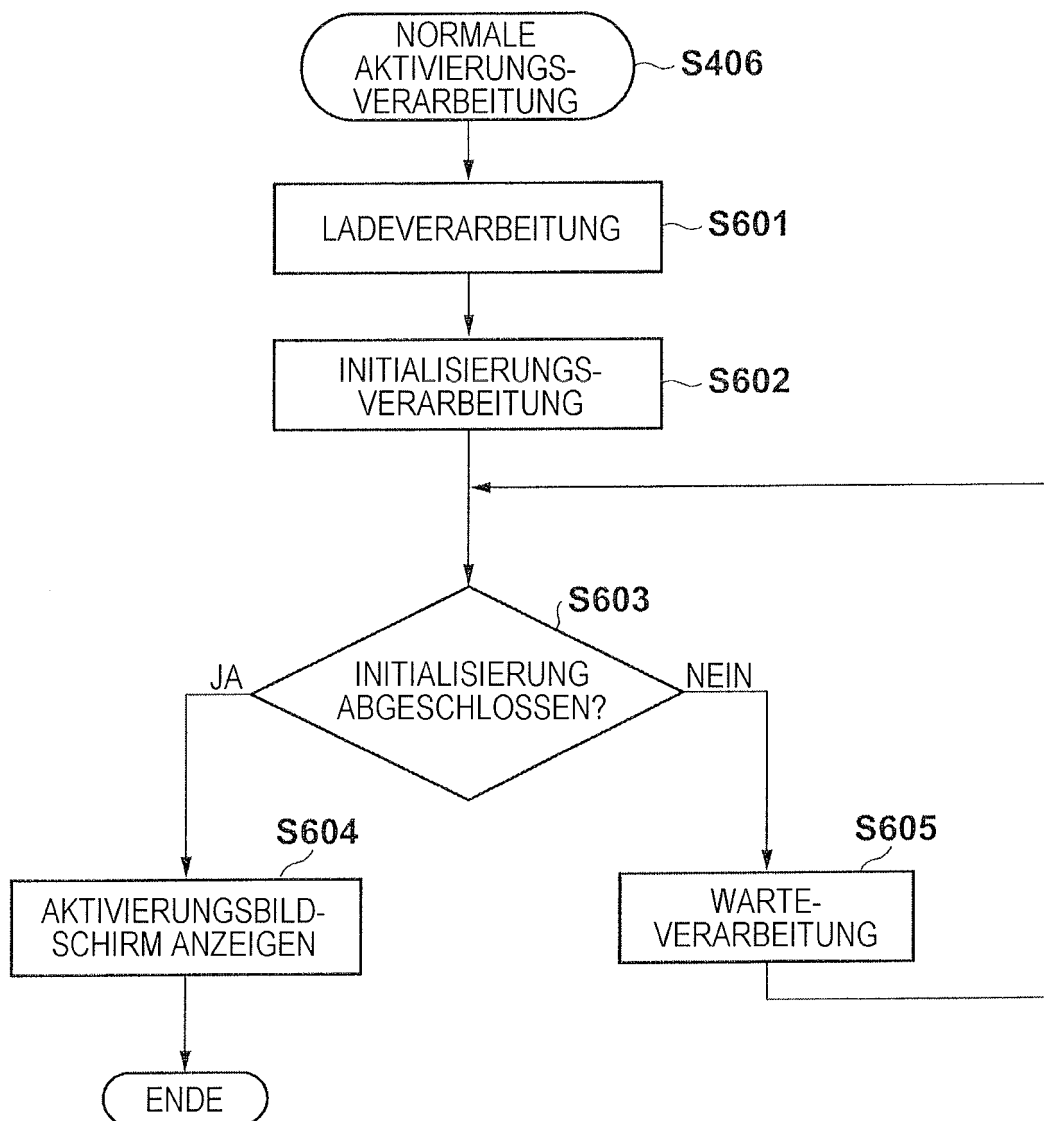 NORMALE
AKTIVIERUNGS-
VERARBEITUNG
S406
LADEVERARBEITUNG
S601
INITIALISIERUNGS-
VERARBEITUNG
S602
S603
JA
INITIALISIERUNG
ABGESCHLOSSEN?
NEIN
S604
AKTIVIERUNGSBILD-
SCHIRM ANZEIGEN
S605
WARTE-
VERARBEITUNG
ENDE